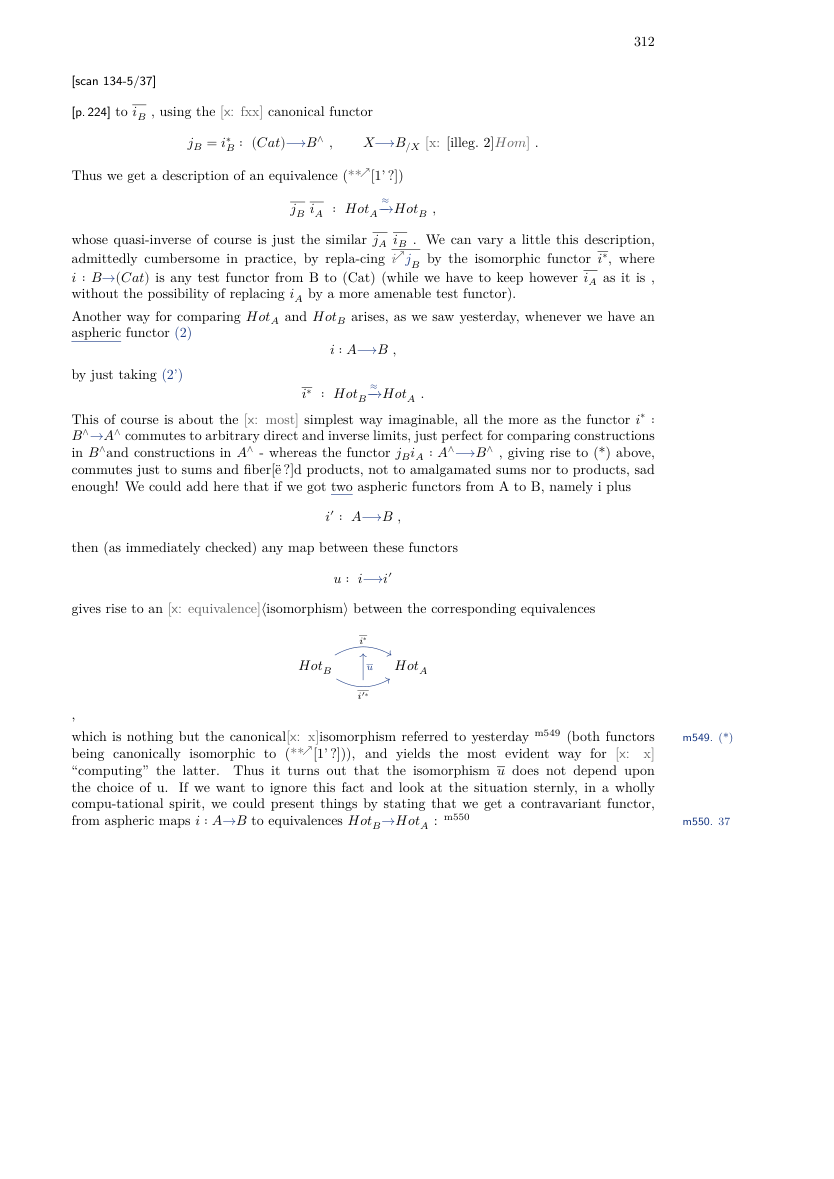 312
[scan 134-5/37]
[p. 224] to $\overline{i_B}$ , using the [x: fxx] canonical functor
$j_B = i_B^* : (Cat) \longrightarrow B^\wedge$ , $X \longrightarrow B_{/X}$ [x: [illeg. 2]Hom] .
Thus we get a description of an equivalence (**↗[1' ?])
$\overline{j_B}\ \overline{i_A} : Hot_A \overset{\approx}{\to} Hot_B$ ,
whose quasi-inverse of course is just the similar $\overline{j_A}\ \overline{i_B}$ . We can vary a little this description,
admittedly cumbersome in practice, by repla-cing $\overline{i^↗ j_B}$ by the isomorphic functor $\overline{i^*}$, where
$i : B \to (Cat)$ is any test functor from B to (Cat) (while we have to keep however $\overline{i_A}$ as it is ,
without the possibility of replacing $i_A$ by a more amenable test functor).
Another way for comparing $Hot_A$ and $Hot_B$ arises, as we saw yesterday, whenever we have an
aspheric functor (2)
$i : A \longrightarrow B$ ,
by just taking (2')
$\overline{i^*} : Hot_B \overset{\approx}{\to} Hot_A$ .
This of course is about the [x: most] simplest way imaginable, all the more as the functor $i^* :$
$B^\wedge \to A^\wedge$ commutes to arbitrary direct and inverse limits, just perfect for comparing constructions
in $B^\wedge$and constructions in $A^\wedge$ - whereas the functor $j_B i_A : A^\wedge \longrightarrow B^\wedge$ , giving rise to (*) above,
commutes just to sums and fiber[ë ?]d products, not to amalgamated sums nor to products, sad
enough! We could add here that if we got two aspheric functors from A to B, namely i plus
$i' : A \longrightarrow B$ ,
then (as immediately checked) any map between these functors
$u : i \longrightarrow i'$
gives rise to an [x: equivalence]⟨isomorphism⟩ between the corresponding equivalences
$\overline{i^*}$
$Hot_B$ $\uparrow \overline{u}$ $Hot_A$
$\overline{i'^*}$
,
which is nothing but the canonical[x: x]isomorphism referred to yesterday m549 (both functors
m549. (*)
being canonically isomorphic to (**↗[1' ?])), and yields the most evident way for [x: x]
“computing” the latter. Thus it turns out that the isomorphism $\overline{u}$ does not depend upon
the choice of u. If we want to ignore this fact and look at the situation sternly, in a wholly
compu-tational spirit, we could present things by stating that we get a contravariant functor,
from aspheric maps $i : A \to B$ to equivalences $Hot_B \to Hot_A$ : m550
m550. 37